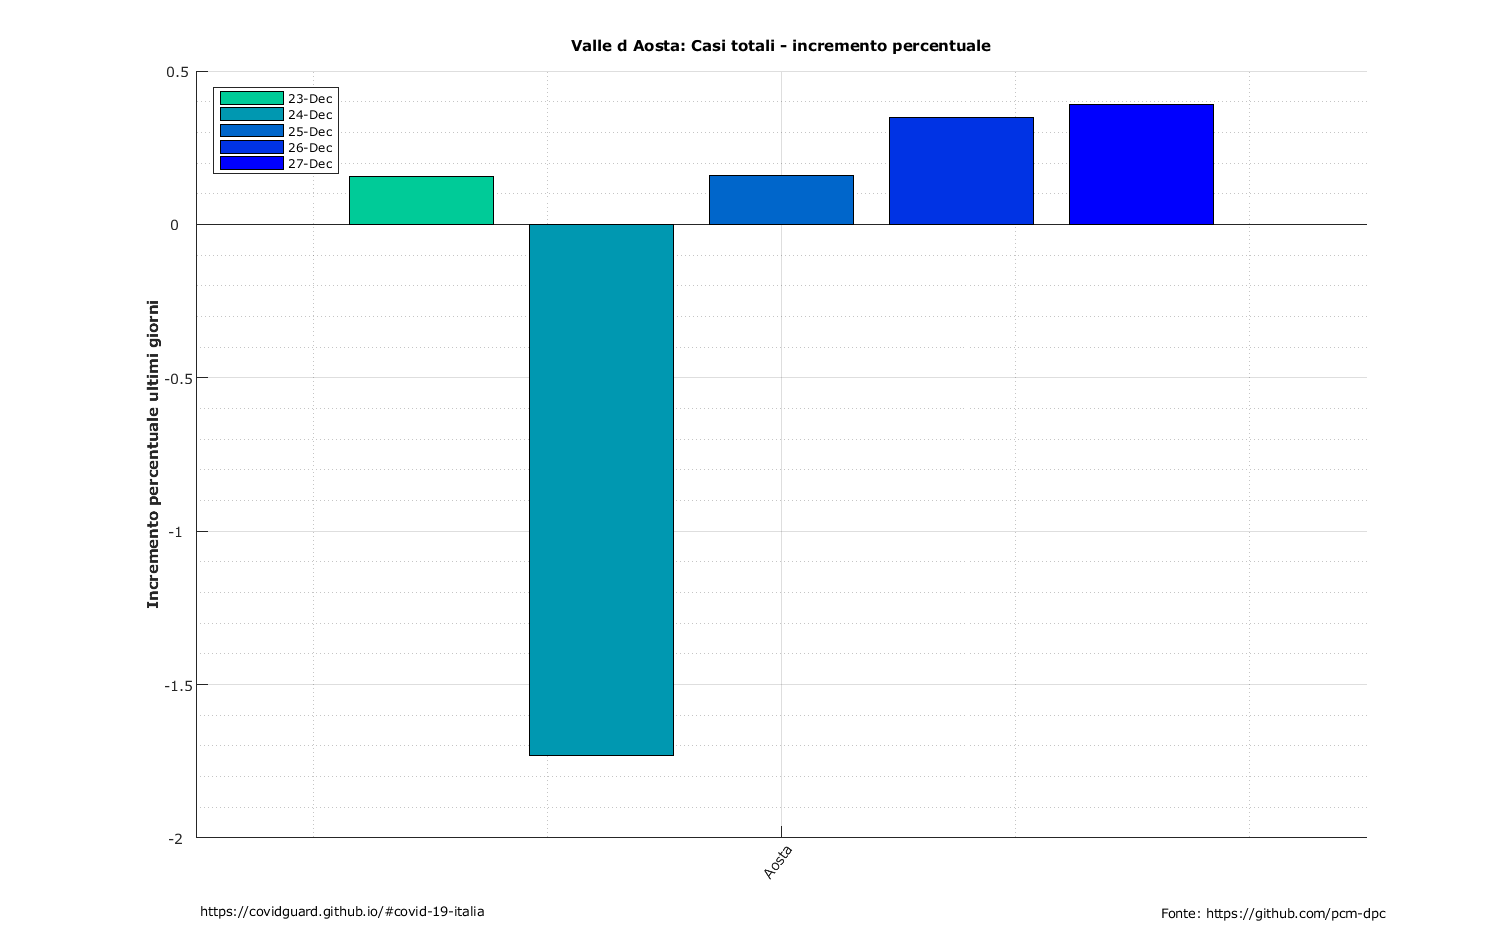 Valle d Aosta: Casi totali - incremento percentuale
0.5
23-Dec
24-Dec
25-Dec
26-Dec
27-Dec
0
-0.5
-1
-1.5
-2
Incremento percentuale ultimi giorni
Aosta
https://covidguard.github.io/#covid-19-italia
Fonte: https://github.com/pcm-dpc